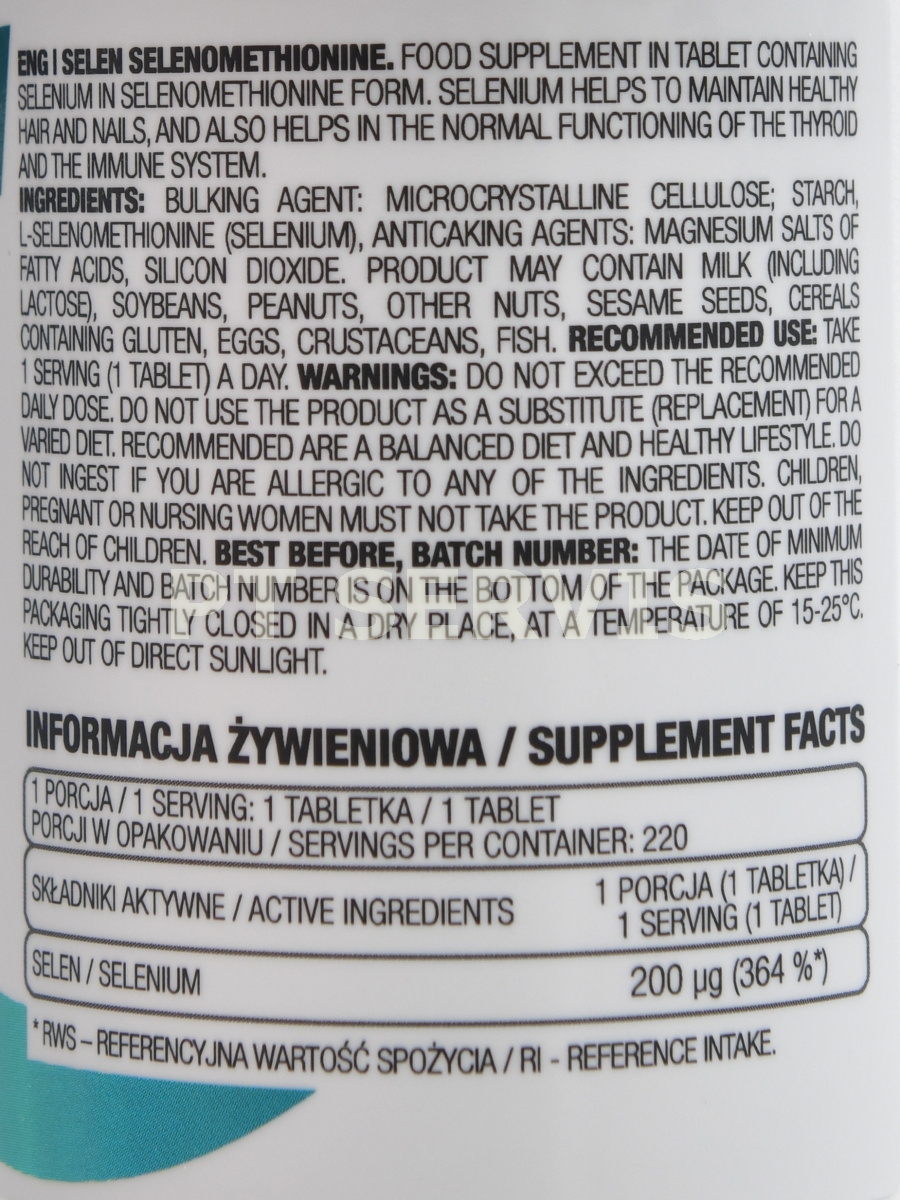 ENG | SELEN SELENOMETHIONINE. FOOD SUPPLEMENT IN TABLET CONTAINING
SELENIUM IN SELENOMETHIONINE FORM. SELENIUM HELPS TO MAINTAIN HEALTHY
HAIR AND NAILS, AND ALSO HELPS IN THE NORMAL FUNCTIONING OF THE THYROID
AND THE IMMUNE SYSTEM.
INGREDIENTS: BULKING AGENT: MICROCRYSTALLINE CELLULOSE; STARCH,
L-SELENOMETHIONINE (SELENIUM), ANTICAKING AGENTS: MAGNESIUM SALTS OF
FATTY ACIDS, SILICON DIOXIDE. PRODUCT MAY CONTAIN MILK (INCLUDING
LACTOSE), SOYBEANS, PEANUTS, OTHER NUTS, SESAME SEEDS, CEREALS
CONTAINING GLUTEN, EGGS, CRUSTACEANS, FISH. RECOMMENDED USE: TAKE
1 SERVING (1 TABLET) A DAY. WARNINGS: DO NOT EXCEED THE RECOMMENDED
DAILY DOSE. DO NOT USE THE PRODUCT AS A SUBSTITUTE (REPLACEMENT) FOR A
VARIED DIET. RECOMMENDED ARE A BALANCED DIET AND HEALTHY LIFESTYLE. DO
NOT INGEST IF YOU ARE ALLERGIC TO ANY OF THE INGREDIENTS. CHILDREN,
PREGNANT OR NURSING WOMEN MUST NOT TAKE THE PRODUCT. KEEP OUT OF THE
REACH OF CHILDREN. BEST BEFORE, BATCH NUMBER: THE DATE OF MINIMUM
DURABILITY AND BATCH NUMBER IS ON THE BOTTOM OF THE PACKAGE. KEEP THIS
PACKAGING TIGHTLY CLOSED IN A DRY PLACE, AT A TEMPERATURE OF 15-25°C.
KEEP OUT OF DIRECT SUNLIGHT.
INFORMACJA ŻYWIENIOWA / SUPPLEMENT FACTS
1 PORCJA / 1 SERVING: 1 TABLETKA / 1 TABLET
PORCJI W OPAKOWANIU / SERVINGS PER CONTAINER: 220
SKŁADNIKI AKTYWNE / ACTIVE INGREDIENTS
1 PORCJA (1 TABLETKA) /
1 SERVING (1 TABLET)
SELEN / SELENIUM
200 µg (364 %*)
* RWS – REFERENCYJNA WARTOŚĆ SPOŻYCIA / RI - REFERENCE INTAKE.